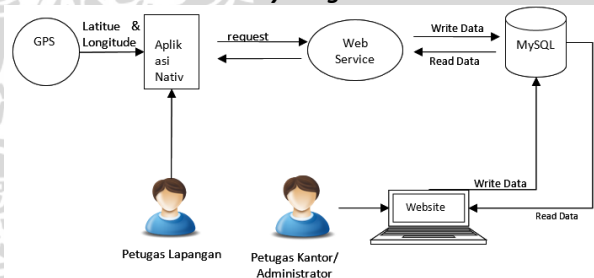 Latitue &
Longitude
GPS
Aplik
asi
Nativ
request
Web
Service
Write Data
Read Data
MySQL
Write Data
Website
Read Data
Petugas Lapangan
Petugas Kantor/
Administrator